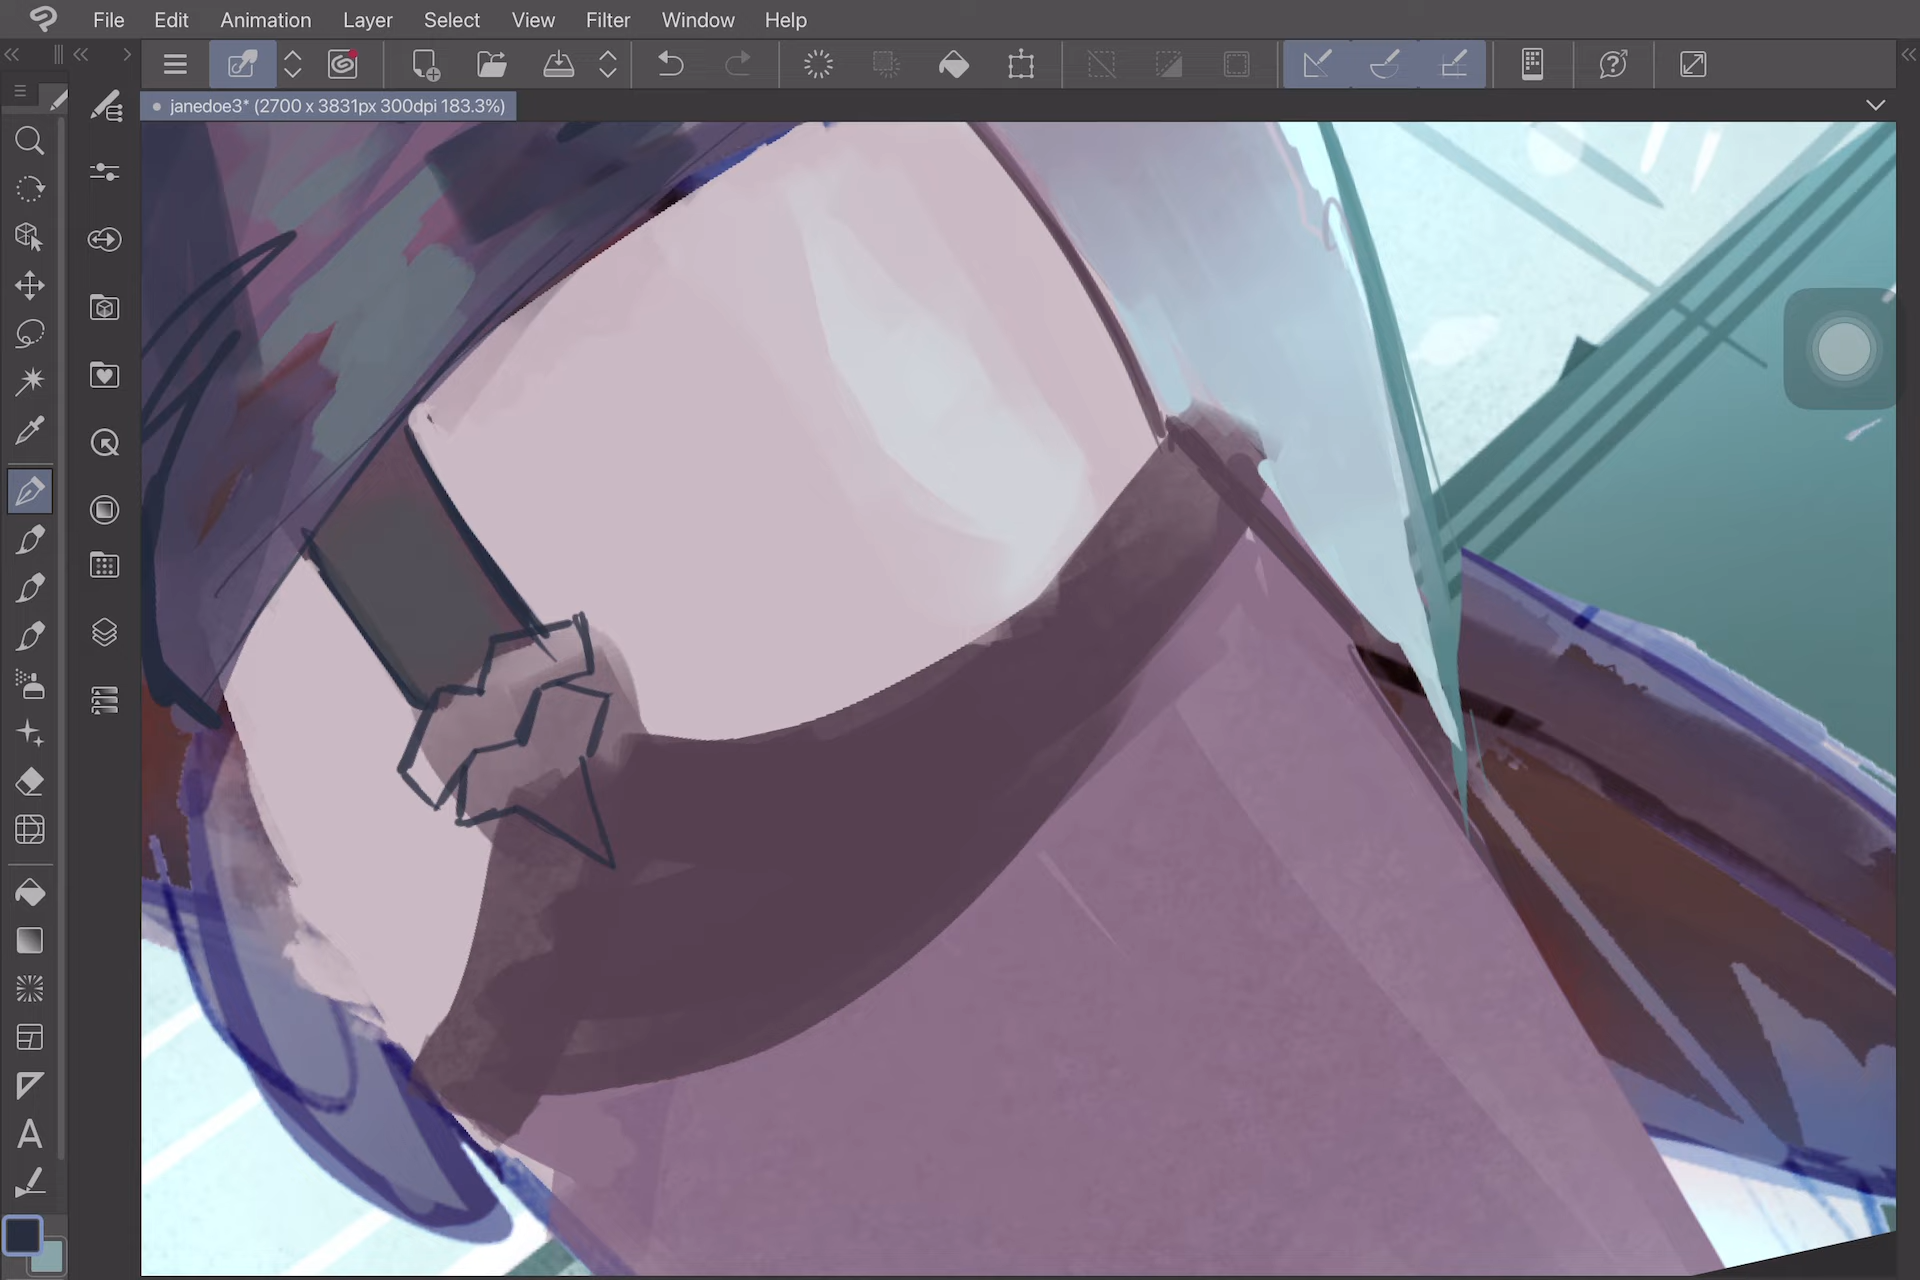 File Edit Animation Layer Select View Filter Window Help
janedoe3* (2700 x 3831px 300dpi 183.3%)